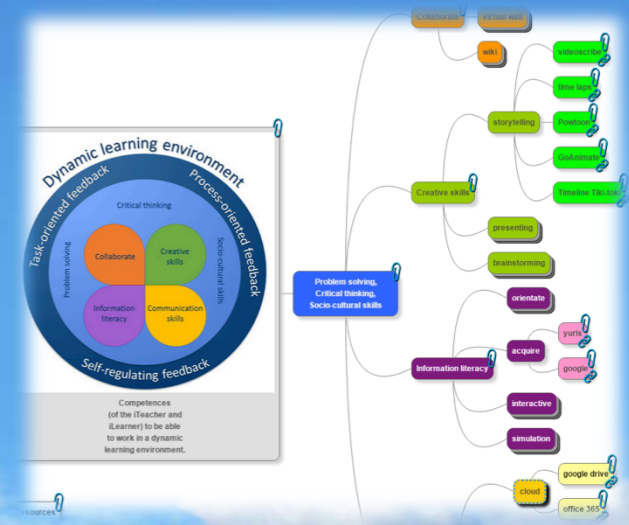 Dynamic learning environment
Task-oriented feedback
Process-oriented feedback
Critical thinking
Problem solving
Socio-cultural skills
Collaborate
Creative
skills
Information
literacy
Communication
skills
Self-regulating feedback
Competences
(of the iTeacher and
iLearner) to be able
to work in a dynamic
learning environment.
Problem solving,
Critical thinking,
Socio-cultural skills
Collaborate
virtual wall
wiki
Creative skills
storytelling
videoscribe
time laps
Powtoon
GoAnimate
Timeline Tiki-tok
presenting
brainstorming
Information literacy
orientate
acquire
yurls
google
interactive
simulation
cloud
google drive
office 365